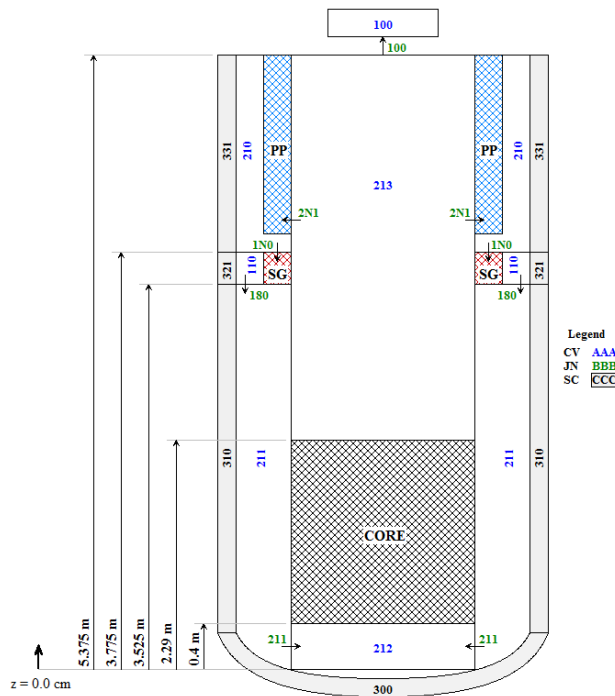 100
100
331
210
PP
213
PP
210
331
2N1
2N1
1N0
1N0
321
110
SG
SG
110
321
180
180
Legend
CV AAA
JN BBB
SC CCC
310
211
211
310
CORE
5.375 m
3.775 m
3.525 m
2.29 m
0.4 m
211
212
211
z = 0.0 cm
300